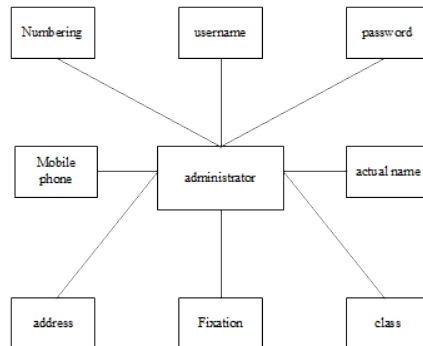 Numbering
username
password
Mobile
phone
administrator
actual name
address
Fixation
class